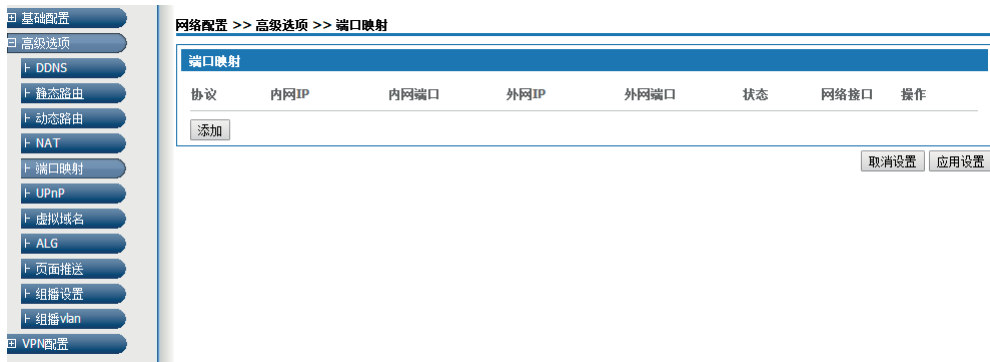 基础配置
高级选项
DDNS
静态路由
动态路由
NAT
端口映射
UPnP
虚拟域名
ALG
页面推送
组播设置
组播vlan
VPN配置
网络配置 >> 高级选项 >> 端口映射
端口映射
协议 内网IP 内网端口 外网IP 外网端口 状态 网络接口 操作
添加
取消设置 应用设置